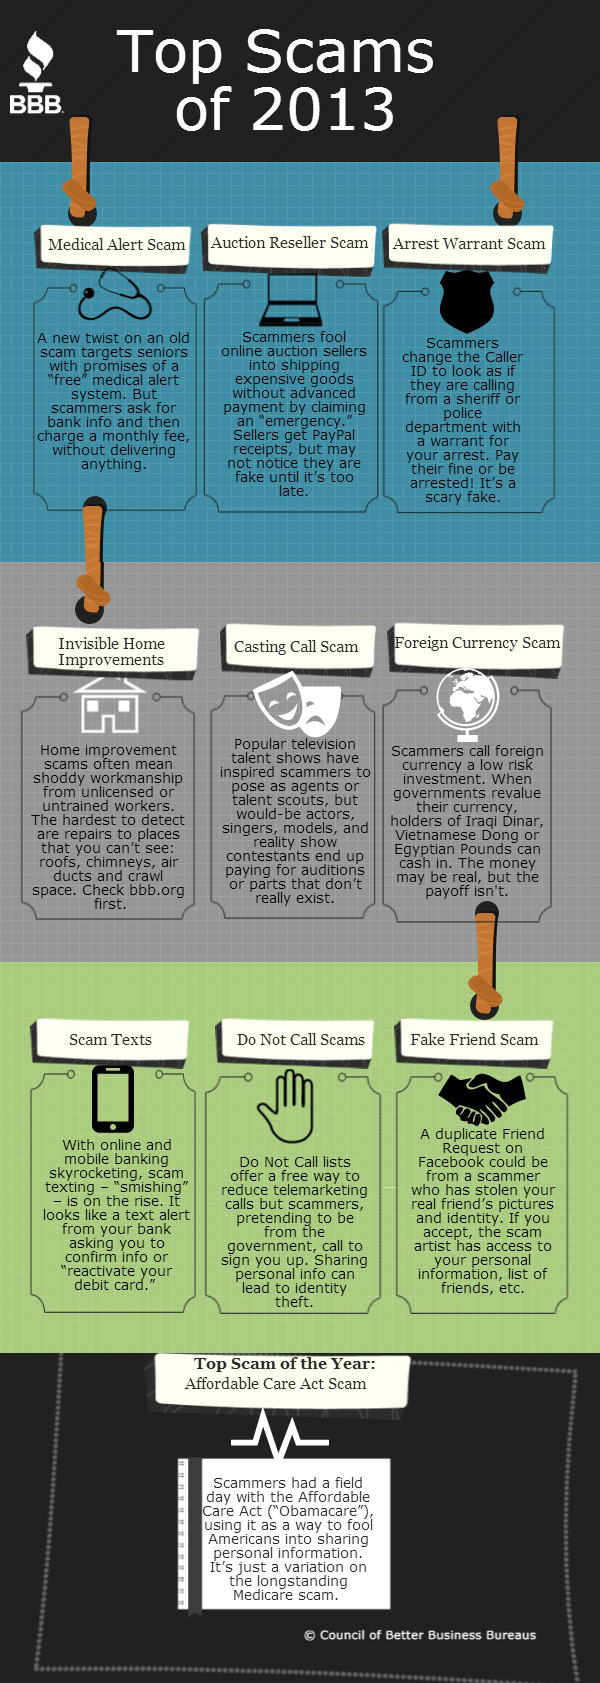 BBB.
Top Scams
of 2013
Medical Alert Scam
A new twist on an old
scam targets seniors
with promises of a
“free” medical alert
system. But
scammers ask for
bank info and then
charge a monthly fee,
without delivering
anything.
Auction Reseller Scam
Scammers fool
online auction sellers
into shipping
expensive goods
without advanced
payment by claiming
an “emergency.”
Sellers get PayPal
receipts, but may
not notice they are
fake until it’s too
late.
Arrest Warrant Scam
Scammers
change the Caller
ID to look as if
they are calling
from a sheriff or
police
department with
a warrant for
your arrest. Pay
their fine or be
arrested! It’s a
scary fake.
Invisible Home
Improvements
Home improvement
scams often mean
shoddy workmanship
from unlicensed or
untrained workers.
The hardest to detect
are repairs to places
that you can’t see:
roofs, chimneys, air
ducts and crawl
space. Check bbb.org
first.
Casting Call Scam
Popular television
talent shows have
inspired scammers to
pose as agents or
talent scouts, but
would-be actors,
singers, models, and
reality show
contestants end up
paying for auditions
or parts that don’t
really exist.
Foreign Currency Scam
Scammers call foreign
currency a low risk
investment. When
governments revalue
their currency,
holders of Iraqi Dinar,
Vietnamese Dong or
Egyptian Pounds can
cash in. The money
may be real, but the
payoff isn't.
Scam Texts
With online and
mobile banking
skyrocketing, scam
texting – “smishing”
– is on the rise. It
looks like a text alert
from your bank
asking you to
confirm info or
“reactivate your
debit card.”
Do Not Call Scams
Do Not Call lists
offer a free way to
reduce telemarketing
calls but scammers,
pretending to be
from the
government, call to
sign you up. Sharing
personal info can
lead to identity
theft.
Fake Friend Scam
A duplicate Friend
Request on
Facebook could be
from a scammer
who has stolen your
real friend’s pictures
and identity. If you
accept, the scam
artist has access to
your personal
information, list of
friends, etc.
Top Scam of the Year:
Affordable Care Act Scam
Scammers had a field
day with the Affordable
Care Act (“Obamacare”),
using it as a way to fool
Americans into sharing
personal information.
It’s just a variation on
the longstanding
Medicare scam.
© Council of Better Business Bureaus